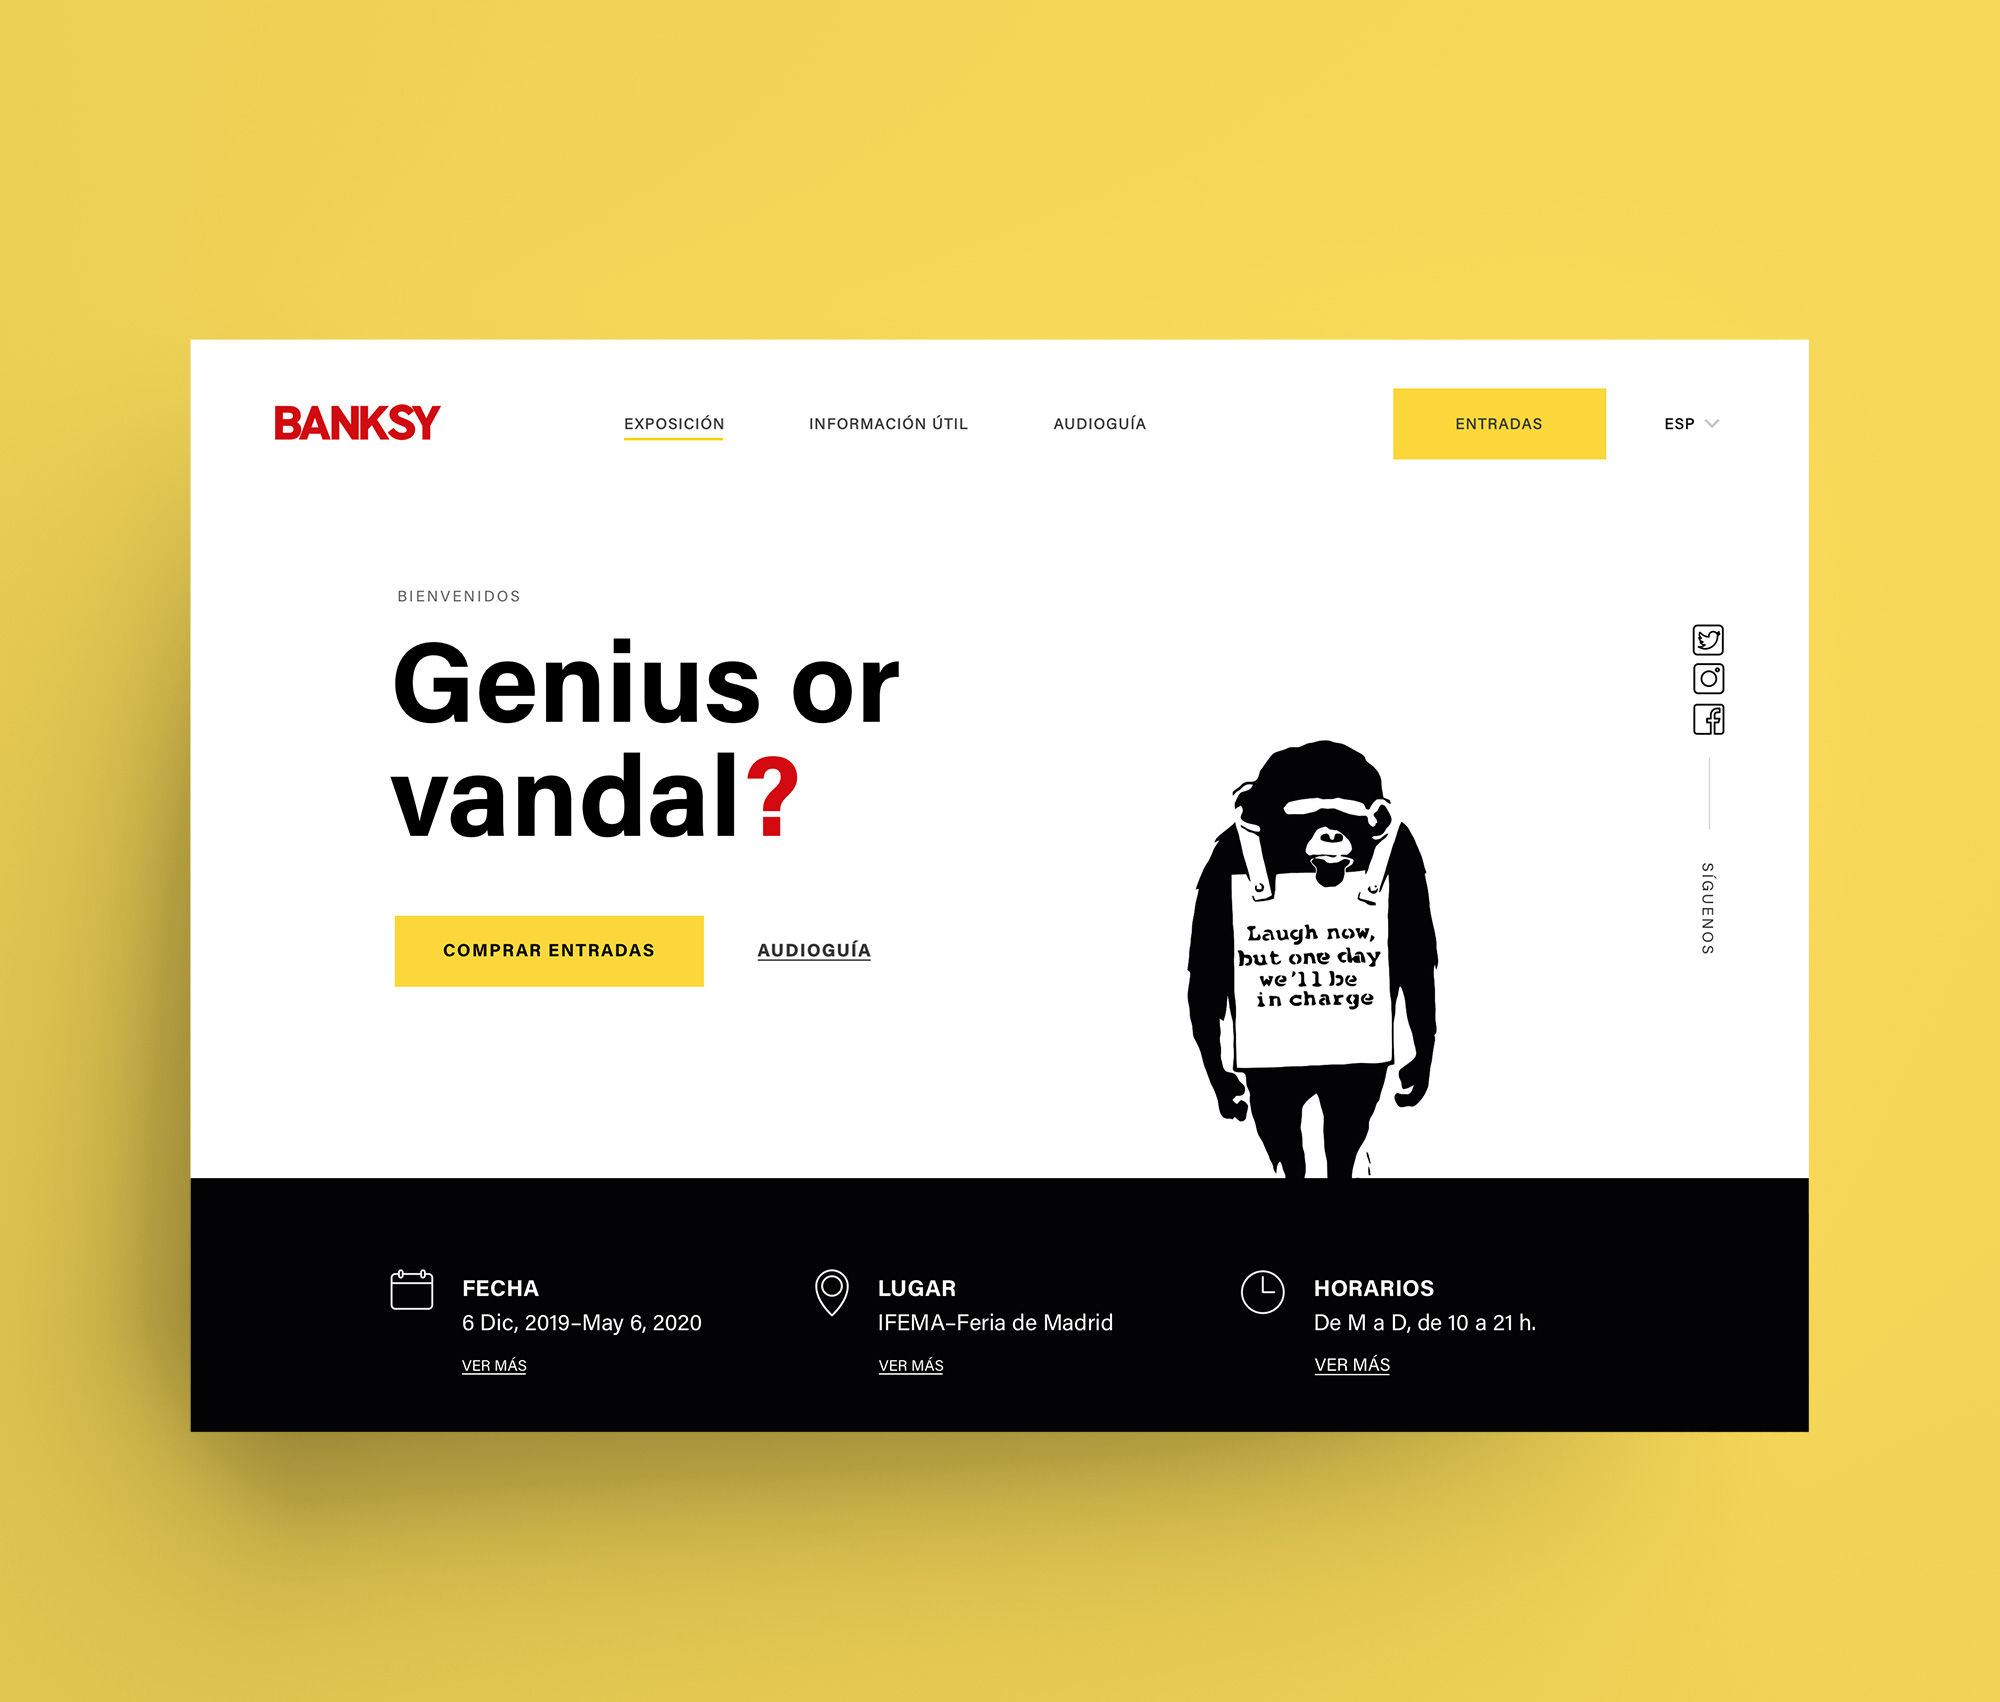 BANKSY
EXPOSICIÓN
INFORMACIÓN ÚTIL
AUDIOGUÍA
ENTRADAS
ESP
BIENVENIDOS
Genius or
vandal?
COMPRAR ENTRADAS
AUDIOGUÍA
Laugh now,
but one day
we'll be
in charge
SÍGUENOS
FECHA
6 Dic, 2019–May 6, 2020
VER MÁS
LUGAR
IFEMA–Feria de Madrid
VER MÁS
HORARIOS
De M a D, de 10 a 21 h.
VER MÁS